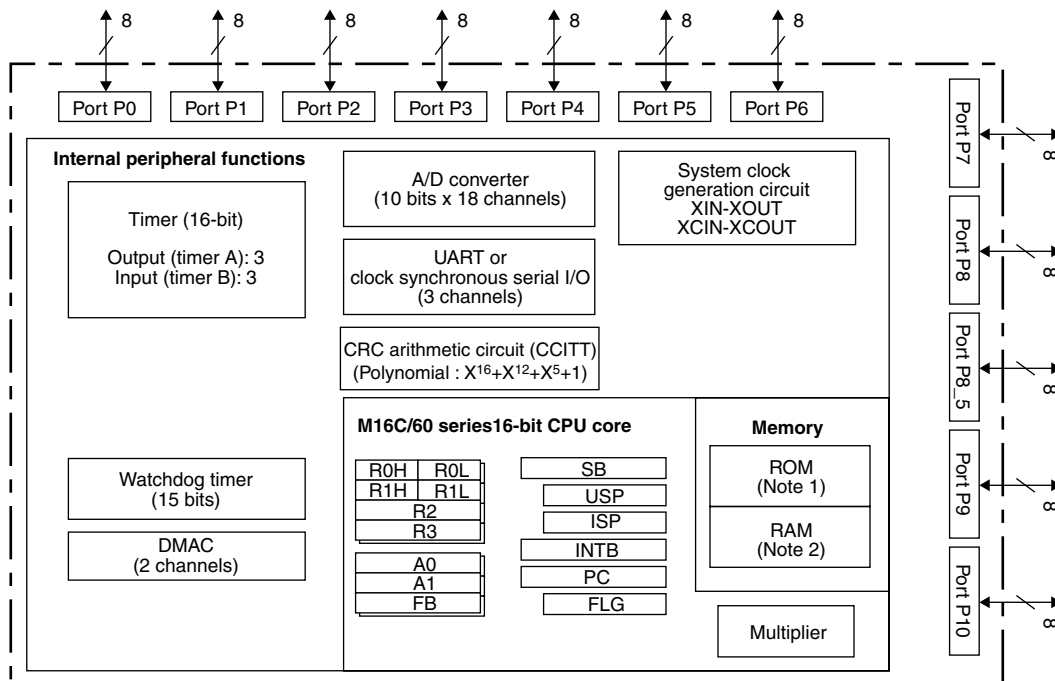 8 8 8 8 8 8 8
Port P0 Port P1 Port P2 Port P3 Port P4 Port P5 Port P6
Internal peripheral functions
Timer (16-bit)
Output (timer A): 3
Input (timer B): 3
A/D converter
(10 bits x 18 channels)
System clock
generation circuit
XIN-XOUT
XCIN-XCOUT
UART or
clock synchronous serial I/O
(3 channels)
CRC arithmetic circuit (CCITT)
(Polynomial : X¹⁶+X¹²+X⁵+1)
Watchdog timer
(15 bits)
DMAC
(2 channels)
M16C/60 series16-bit CPU core
R0H R0L
R1H R1L
R2
R3
A0
A1
FB
SB
USP
ISP
INTB
PC
FLG
Memory
ROM
(Note 1)
RAM
(Note 2)
Multiplier
Port P7
8
Port P8
8
Port P8_5
8
Port P9
8
Port P10
8